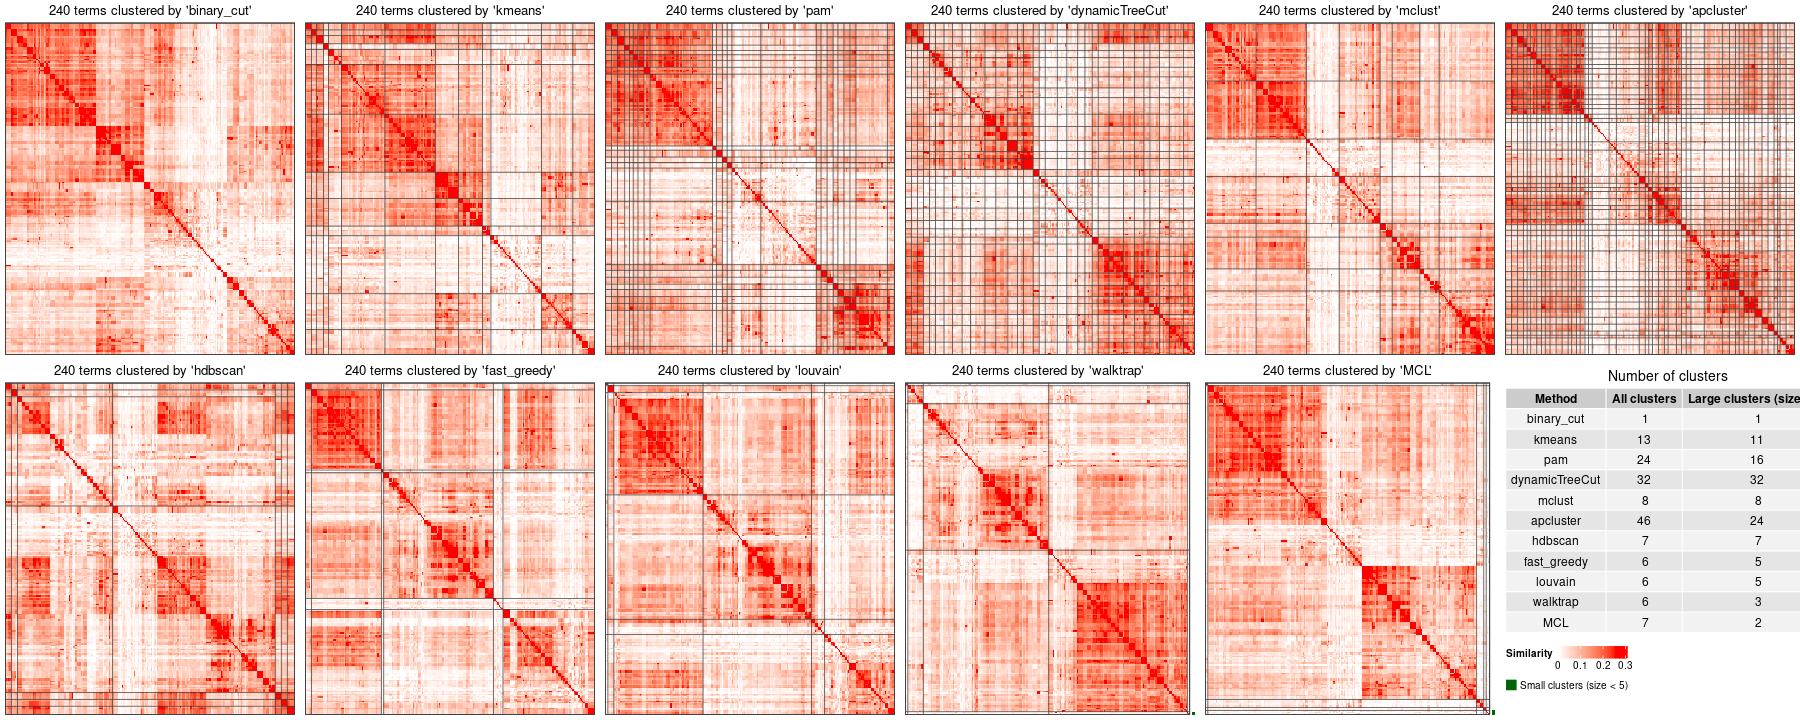 240 terms clustered by 'binary_cut'
240 terms clustered by 'kmeans'
240 terms clustered by 'pam'
240 terms clustered by 'dynamicTreeCut'
240 terms clustered by 'mclust'
240 terms clustered by 'apcluster'
240 terms clustered by 'hdbscan'
240 terms clustered by 'fast_greedy'
240 terms clustered by 'louvain'
240 terms clustered by 'walktrap'
240 terms clustered by 'MCL'
Number of clusters
Method All clusters Large clusters (size
binary_cut 1 1
kmeans 13 11
pam 24 16
dynamicTreeCut 32 32
mclust 8 8
apcluster 46 24
hdbscan 7 7
fast_greedy 6 5
louvain 6 5
walktrap 6 3
MCL 7 2
Similarity
0 0.1 0.2 0.3
Small clusters (size < 5)